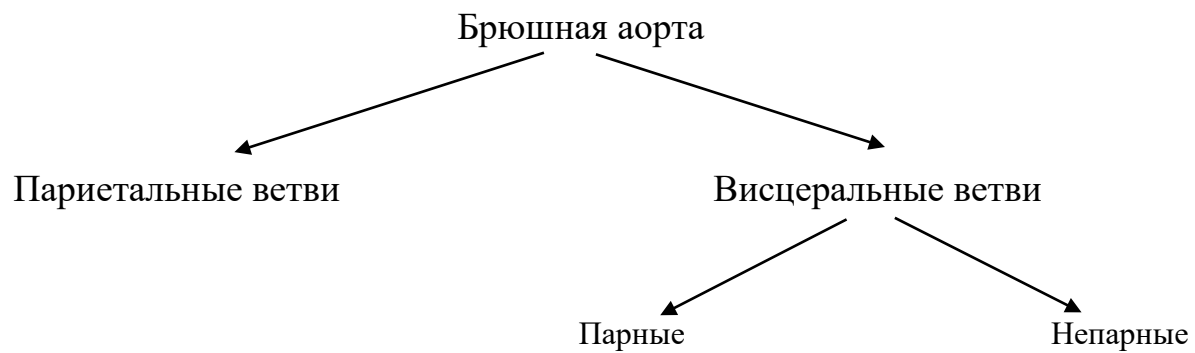 Брюшная аорта
Париетальные ветви
Висцеральные ветви
Парные
Непарные